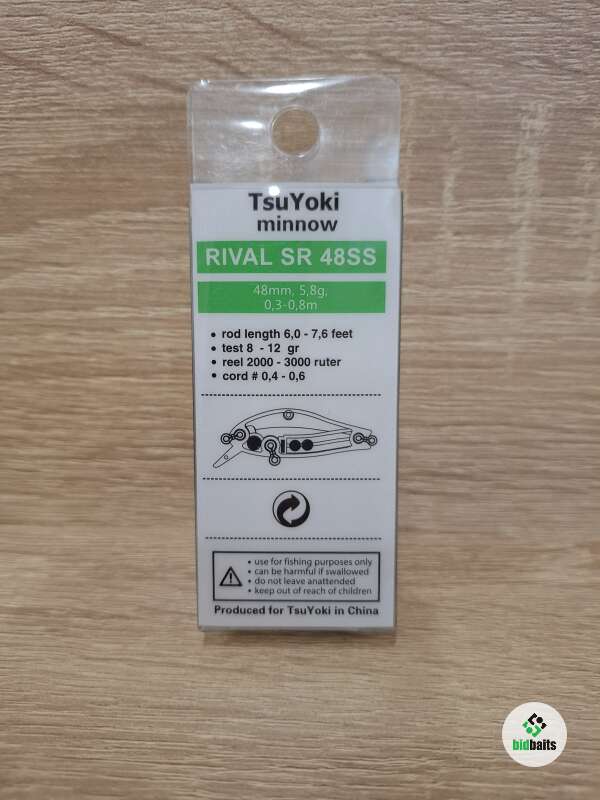 TsuYoki
minnow
RIVAL SR 48SS
48mm, 5,8g,
0,3-0,8m
• rod length 6,0 - 7,6 feet
• test 8 - 12 gr
• reel 2000 - 3000 ruter
• cord # 0,4 - 0,6
• use for fishing purposes only
• can be harmful if swallowed
• do not leave anattended
• keep out of reach of children
Produced for TsuYoki in China
bidbaits